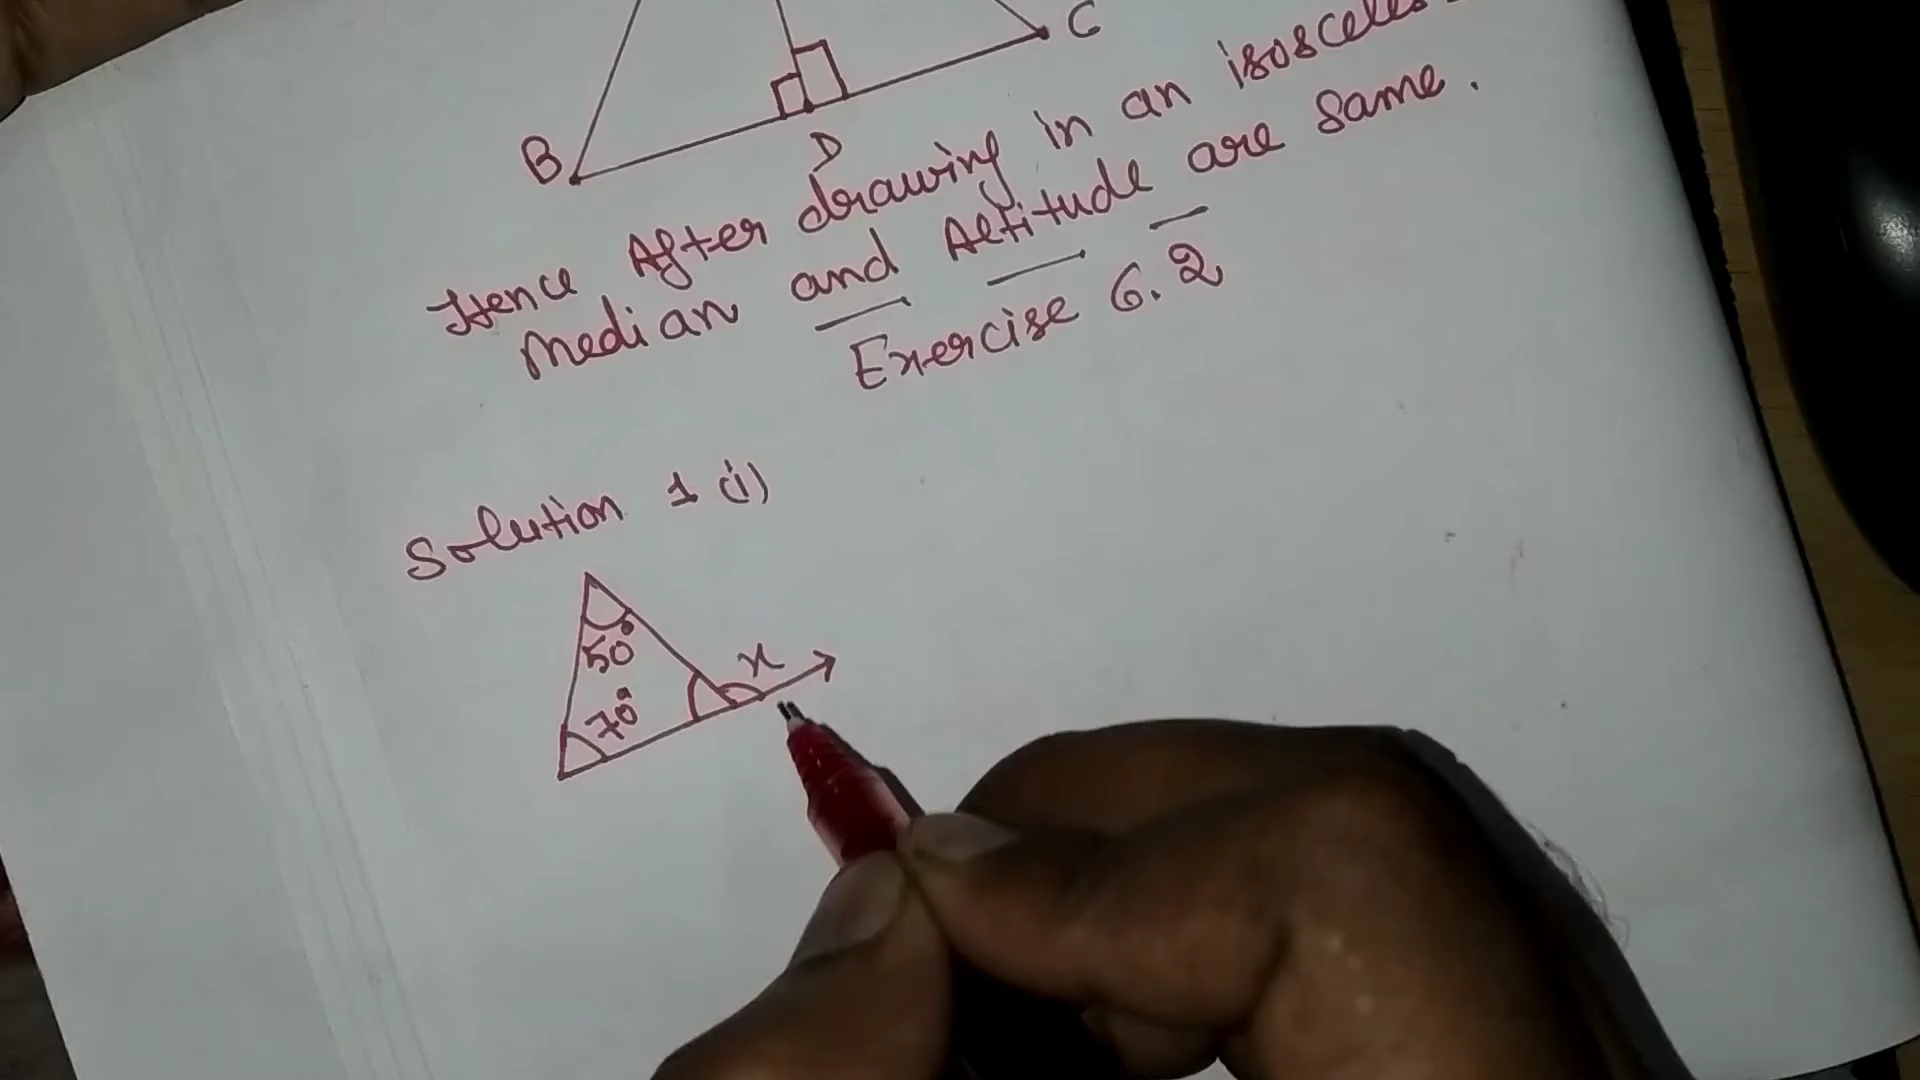 C
B
D
Hence After drawing in an isosceles
Median and Altitude are same.
Exercise 6.2
Solution 1 (i)
50°
x
70°